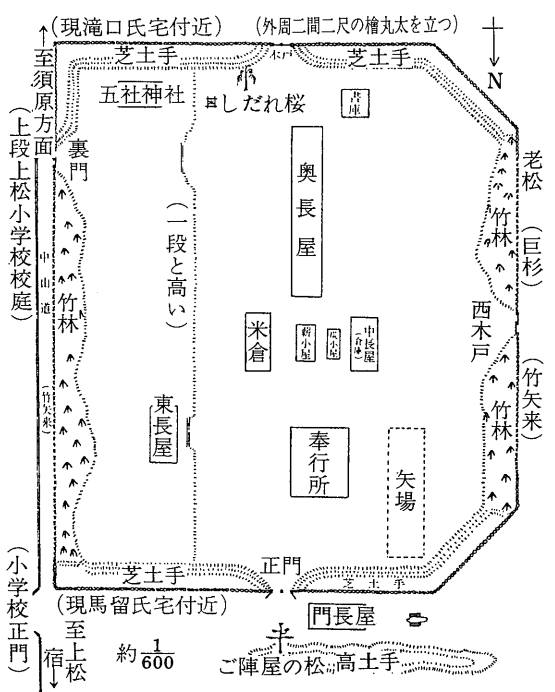 (現滝口氏宅付近)
(外周二間二尺の檜丸太を立つ)
N
↑至須原方面
(上段上松小学校校庭)
中山道
(竹矢来)
(小学校正門)
至上松宿↓
芝土手
木戸
芝土手
五社神社
しだれ桜
書庫
裏門
竹林
(一段と高い)
奥長屋
老松
(巨杉)
竹林
西木戸
(竹矢来)
竹林
米倉
中長屋
(倉庫)
東長屋
奉行所
矢場
芝土手
正門
芝土手
(現馬留氏宅付近)
門長屋
約1/600
ご陣屋の松
高土手